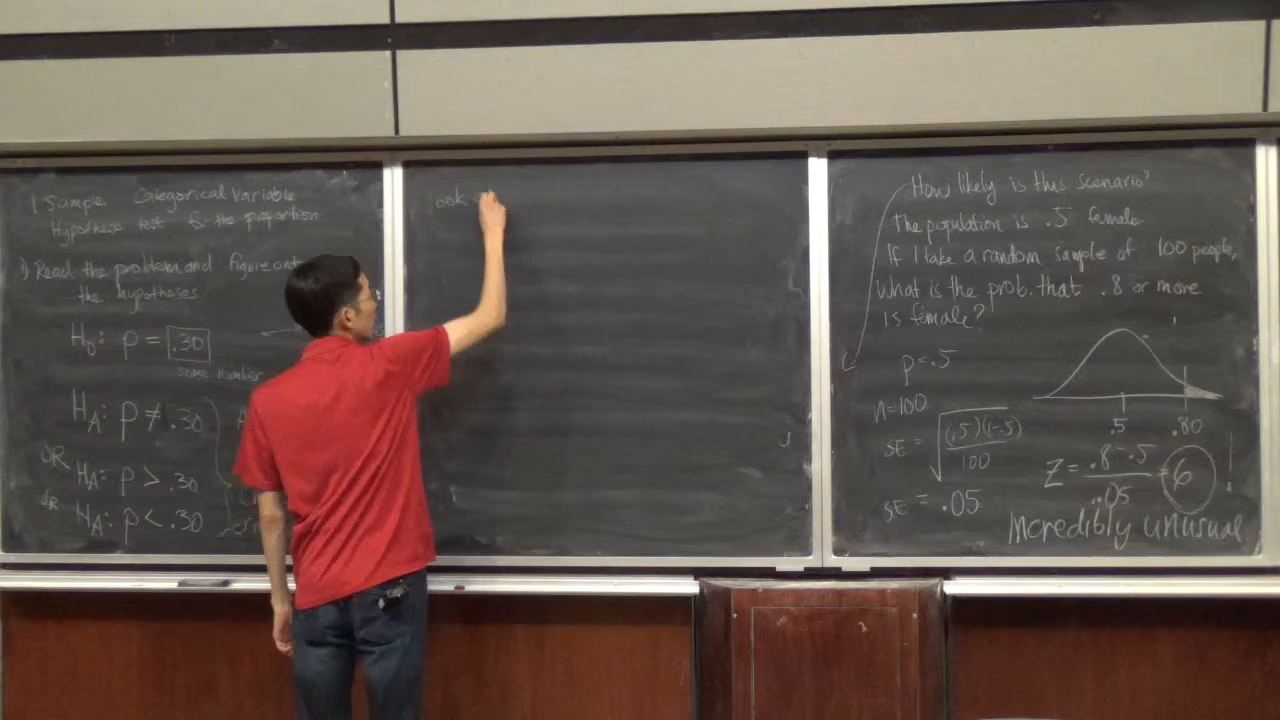 1 Sample Categorical Variable
Hypothesis test for the proportion
1) Read the problem and figure out
the hypotheses
H0: p = .30
some number
HA: p ≠ .30
OR
HA: p > .30
OR
HA: p < .30
look
How likely is this scenario?
The population is .5 female
If I take a random sample of 100 people,
what is the prob. that .8 or more
is female?
p=.5
n=100
SE = √((.5)(1-.5)/100)
SE = .05
.5 .80
Z = (.8-.5)/.05 = 6 !
Incredibly unusual